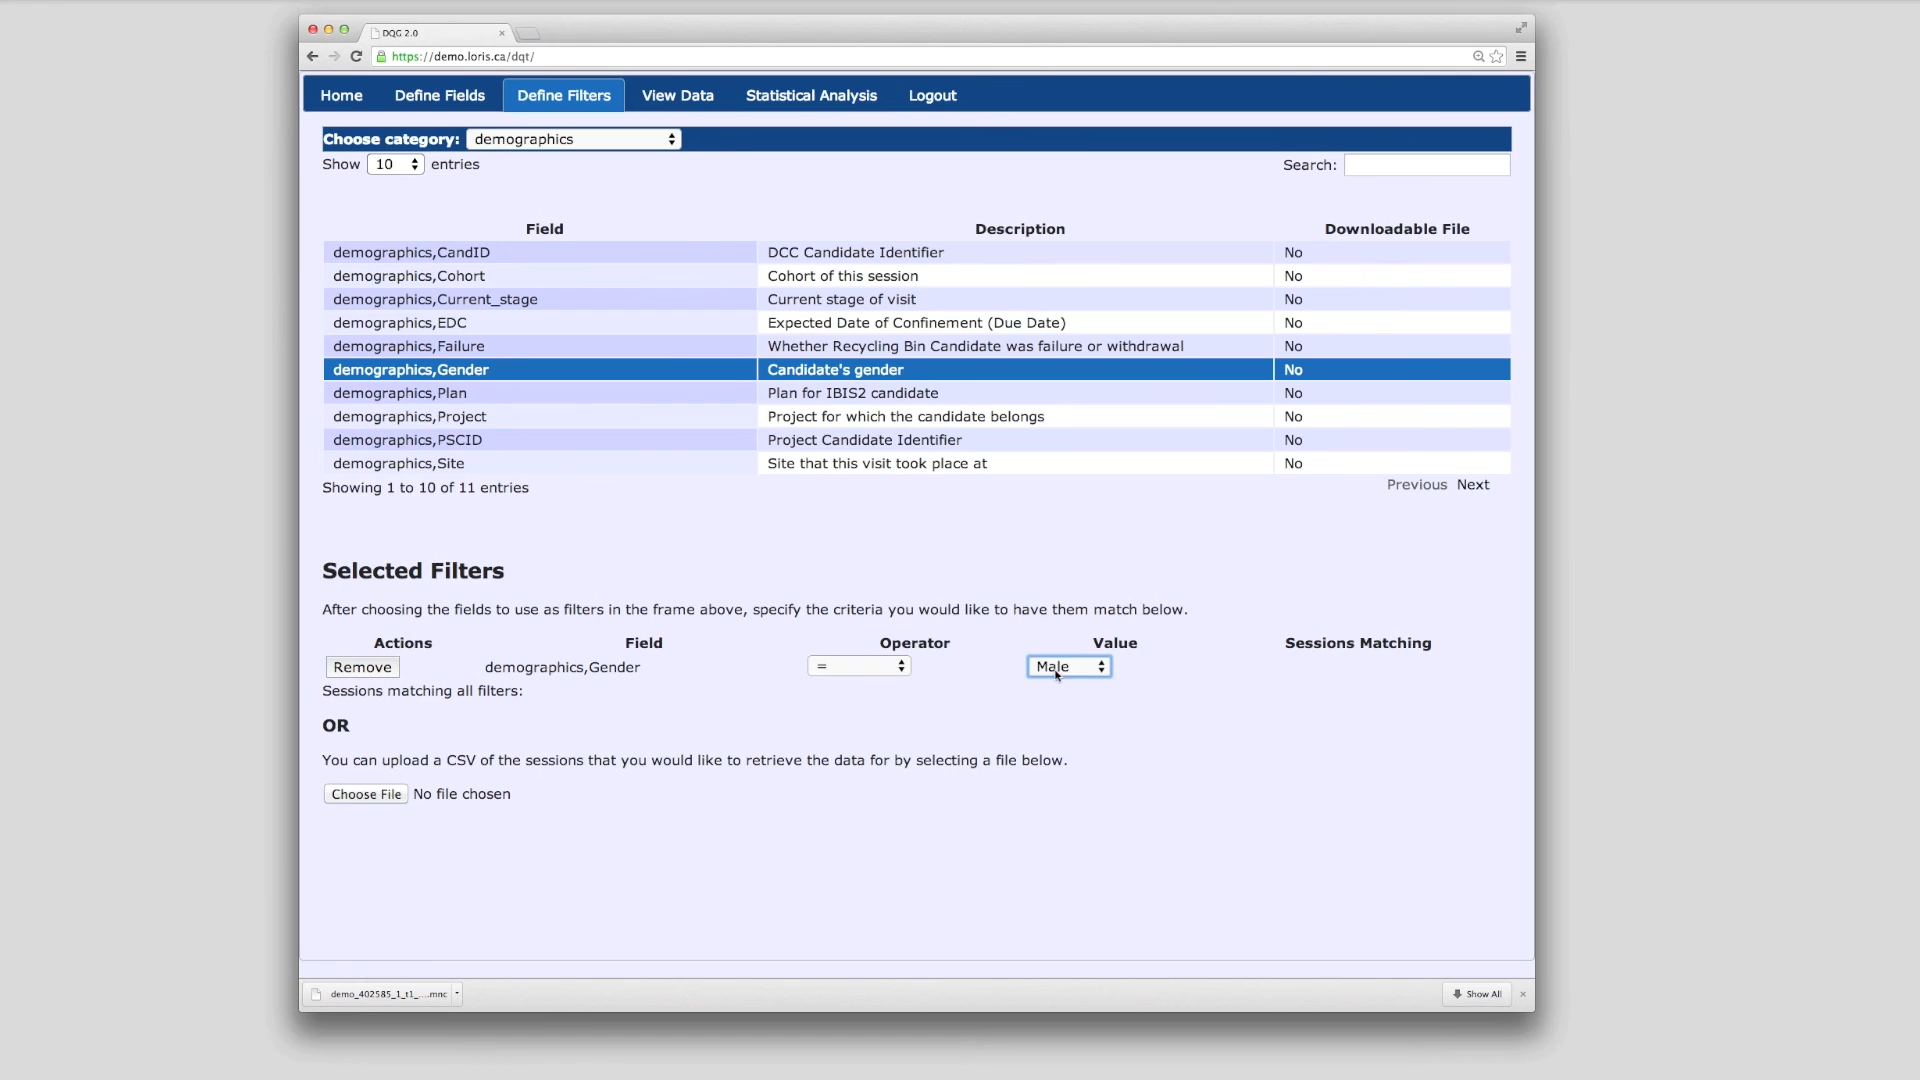 DQG 2.0
https://demo.loris.ca/dqt/
Home Define Fields Define Filters View Data Statistical Analysis Logout
Choose category: demographics
Show 10 entries Search:
Field Description Downloadable File
demographics,CandID DCC Candidate Identifier No
demographics,Cohort Cohort of this session No
demographics,Current_stage Current stage of visit No
demographics,EDC Expected Date of Confinement (Due Date) No
demographics,Failure Whether Recycling Bin Candidate was failure or withdrawal No
demographics,Gender Candidate's gender No
demographics,Plan Plan for IBIS2 candidate No
demographics,Project Project for which the candidate belongs No
demographics,PSCID Project Candidate Identifier No
demographics,Site Site that this visit took place at No
Showing 1 to 10 of 11 entries Previous Next
Selected Filters
After choosing the fields to use as filters in the frame above, specify the criteria you would like to have them match below.
Actions Field Operator Value Sessions Matching
Remove demographics,Gender = Male
Sessions matching all filters:
OR
You can upload a CSV of the sessions that you would like to retrieve the data for by selecting a file below.
Choose File No file chosen
demo_402585_1_t1_....mnc Show All